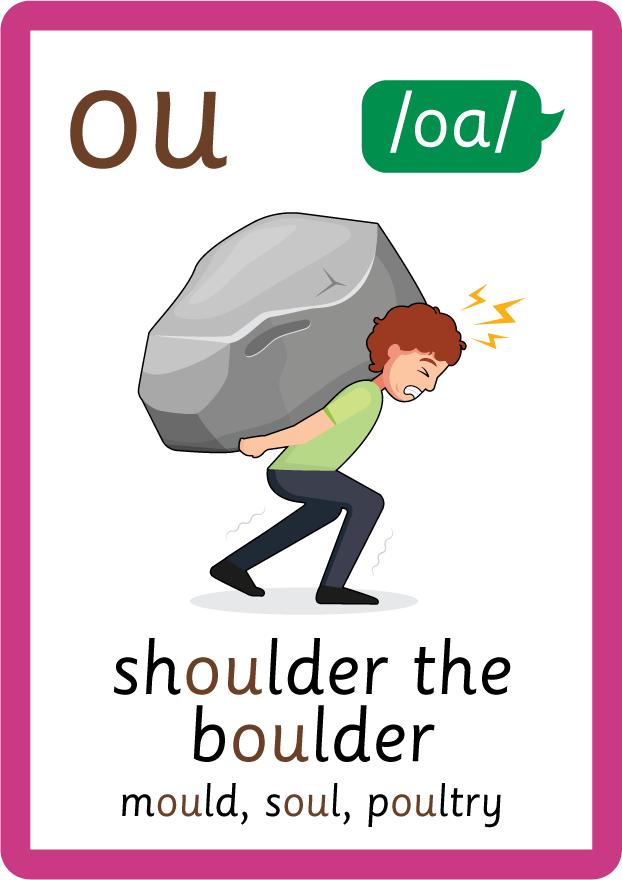 ou
/oa/
shoulder the
boulder
mould, soul, poultry